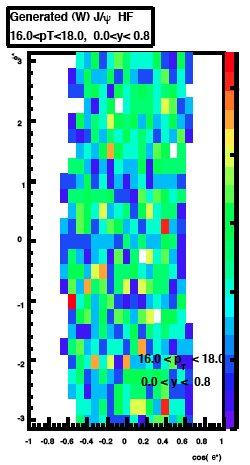 Generated (W) J/ψ HF
16.0<pT<18.0, 0.0<y< 0.8
3
2
1
0
-1
-2
-3
16.0 < pT < 18.0
0.0 < y < 0.8
-1 -0.8 -0.6 -0.4 -0.2 0 0.2 0.4 0.6 0.8 1
cos( θ*)